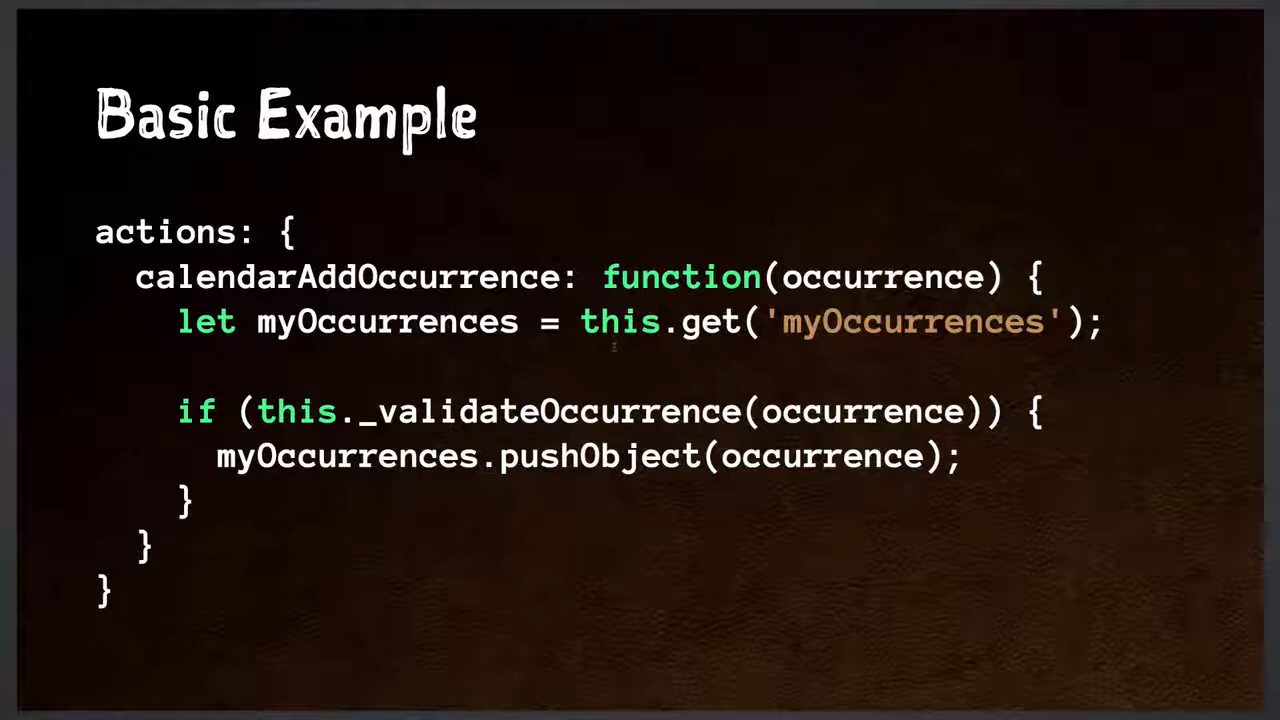 Basic Example
actions: {
  calendarAddOccurrence: function(occurrence) {
    let myOccurrences = this.get('myOccurrences');
    if (this._validateOccurrence(occurrence)) {
      myOccurrences.pushObject(occurrence);
    }
  }
}